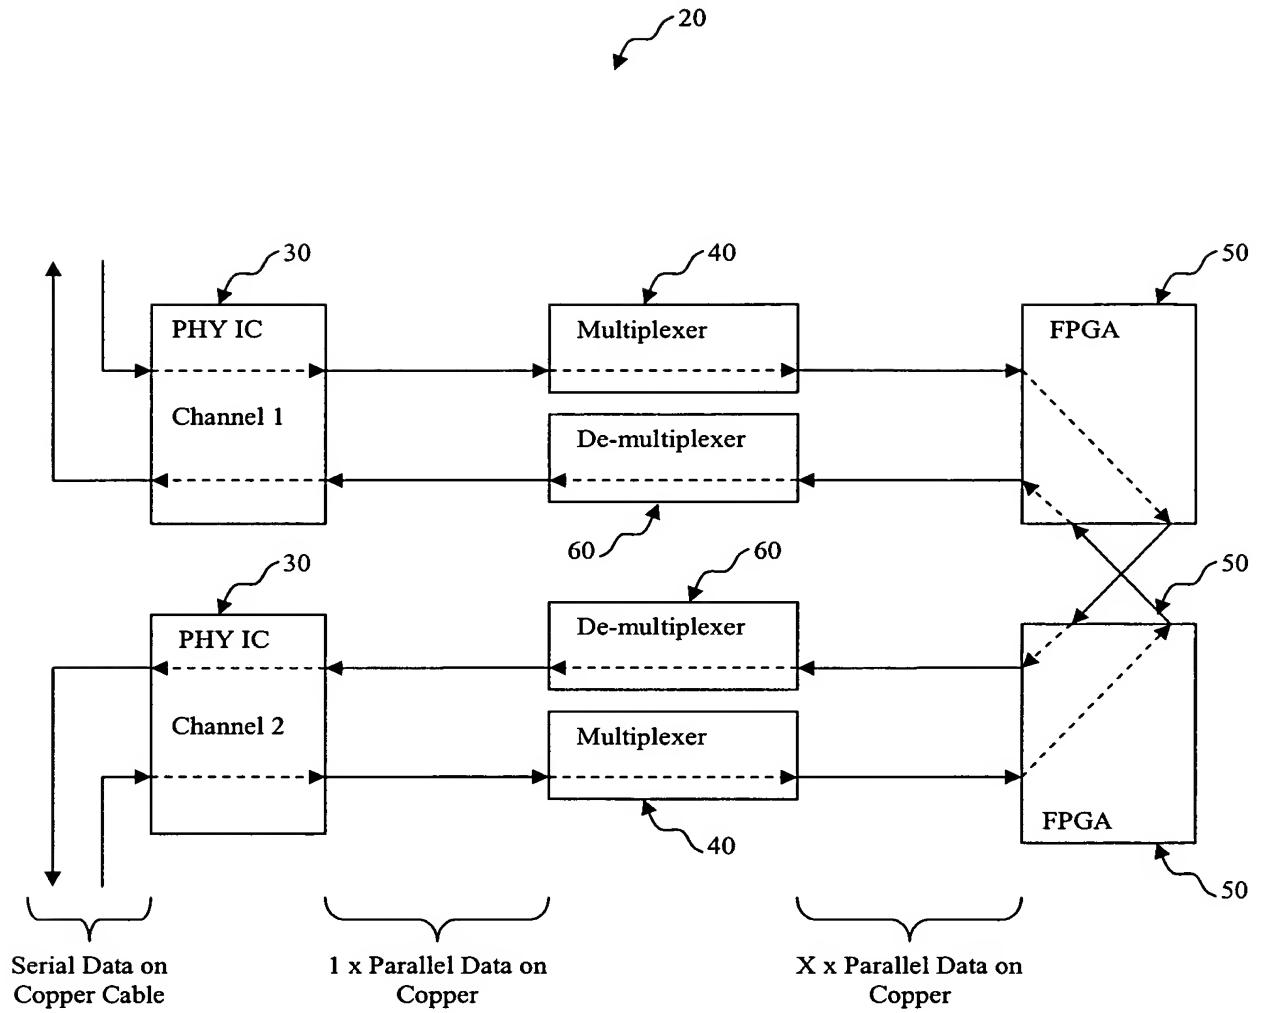 20
30
40
50
PHY IC
Multiplexer
FPGA
Channel 1
De-multiplexer
60
60
30
50
PHY IC
De-multiplexer
Channel 2
Multiplexer
FPGA
40
50
Serial Data on
Copper Cable
1 x Parallel Data on
Copper
X x Parallel Data on
Copper